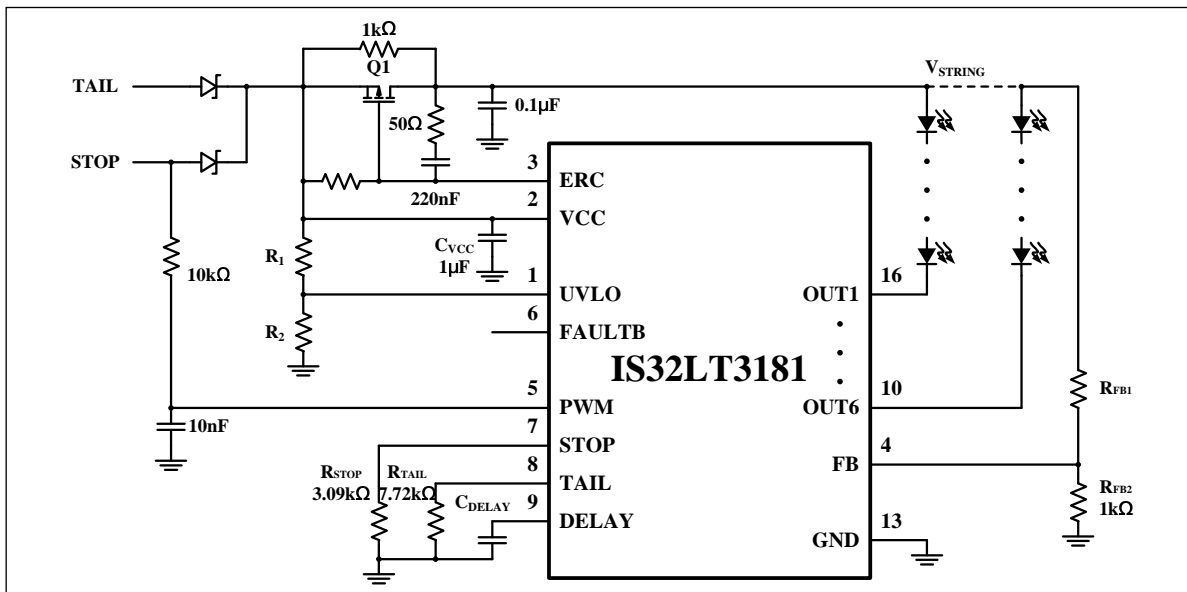 1kΩ
Q1
TAIL
VSTRING
0.1µF
50Ω
STOP
220nF
3 ERC
2 VCC
CVCC
1µF
R1
10kΩ
1 UVLO
16 OUT1
R2
6 FAULTB
IS32LT3181
RFB1
5 PWM
10 OUT6
10nF
7 STOP
4 FB
RSTOP
3.09kΩ
RTAIL
7.72kΩ
8 TAIL
CDELAY
9 DELAY
RFB2
1kΩ
13 GND